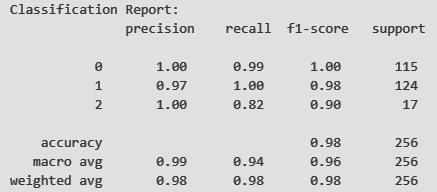 Classification Report:
precision recall f1-score support
0 1.00 0.99 1.00 115
1 0.97 1.00 0.98 124
2 1.00 0.82 0.90 17
accuracy 0.98 256
macro avg 0.99 0.94 0.96 256
weighted avg 0.98 0.98 0.98 256